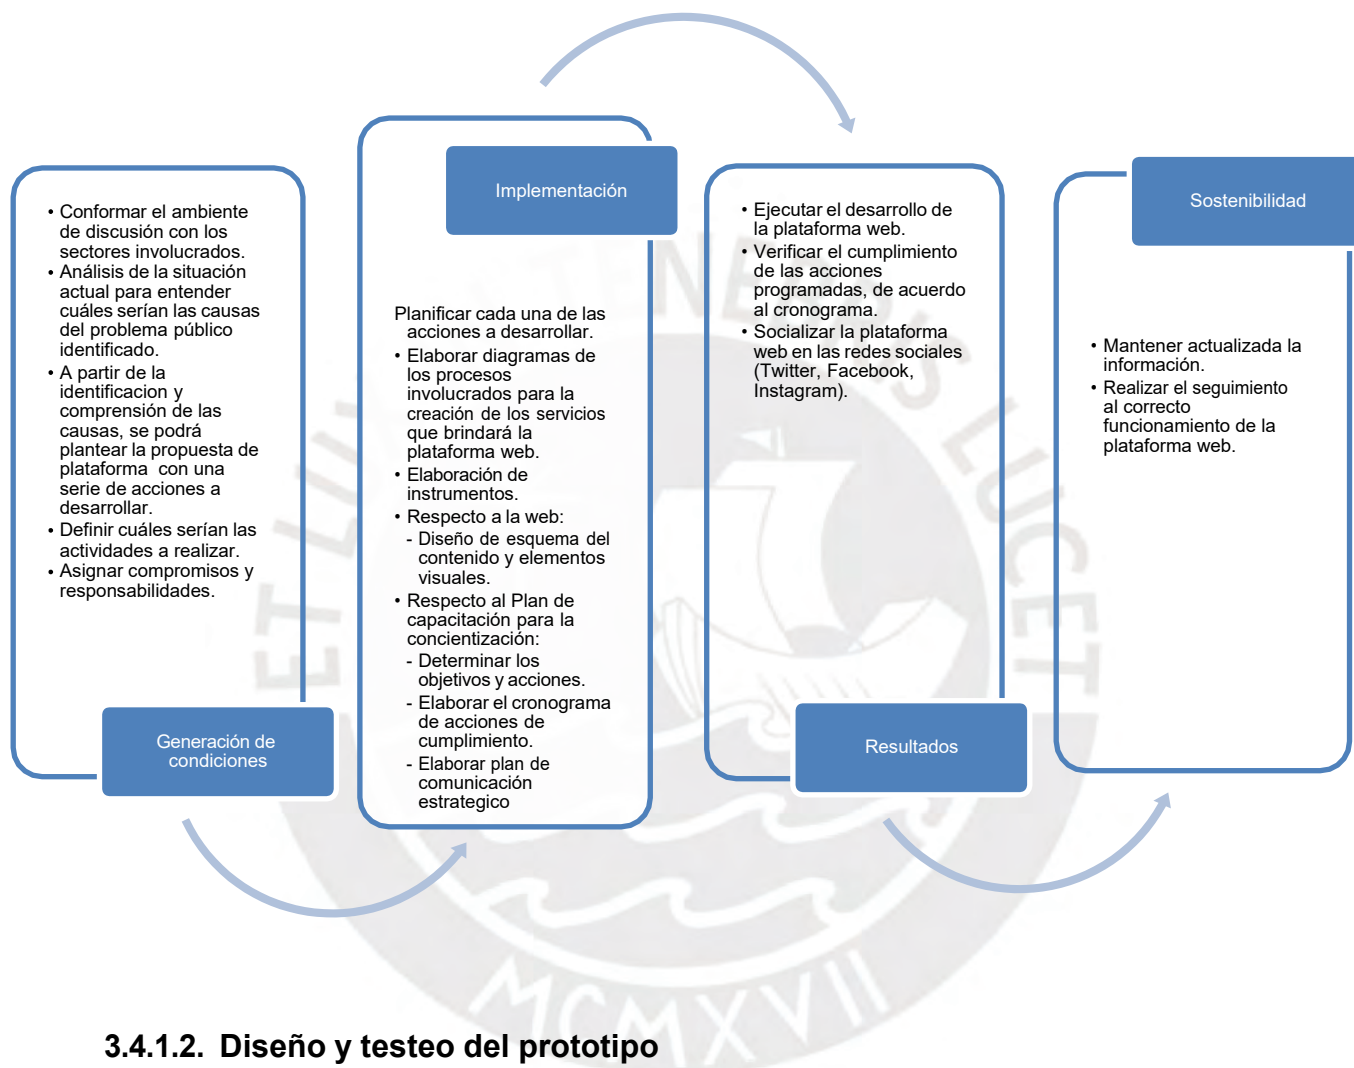 • Conformar el ambiente
de discusión con los
sectores involucrados.
• Análisis de la situación
actual para entender
cuáles serían las causas
del problema público
identificado.
• A partir de la
identificacion y
comprensión de las
causas, se podrá
plantear la propuesta de
plataforma con una
serie de acciones a
desarrollar.
• Definir cuáles serían las
actividades a realizar.
• Asignar compromisos y
responsabilidades.
Generación de
condiciones
Implementación
Planificar cada una de las
acciones a desarrollar.
• Elaborar diagramas de
los procesos
involucrados para la
creación de los servicios
que brindará la
plataforma web.
• Elaboración de
instrumentos.
• Respecto a la web:
- Diseño de esquema del
contenido y elementos
visuales.
• Respecto al Plan de
capacitación para la
concientización:
- Determinar los
objetivos y acciones.
- Elaborar el cronograma
de acciones de
cumplimiento.
- Elaborar plan de
comunicación
estrategico
• Ejecutar el desarrollo de
la plataforma web.
• Verificar el cumplimiento
de las acciones
programadas, de acuerdo
al cronograma.
• Socializar la plataforma
web en las redes sociales
(Twitter, Facebook,
Instagram).
Resultados
Sostenibilidad
• Mantener actualizada la
información.
• Realizar el seguimiento
al correcto
funcionamiento de la
plataforma web.
MCMXVII
3.4.1.2. Diseño y testeo del prototipo